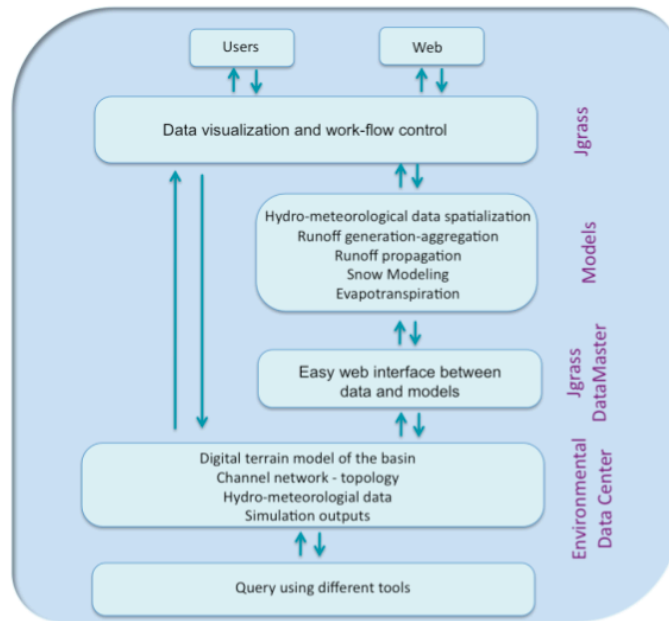 Users
Web
Data visualization and work-flow control
Jgrass
Hydro-meteorological data spatialization
Runoff generation-aggregation
Runoff propagation
Snow Modeling
Evapotranspiration
Models
Easy web interface between
data and models
Jgrass
DataMaster
Digital terrain model of the basin
Channel network - topology
Hydro-meteorologial data
Simulation outputs
Environmental
Data Center
Query using different tools